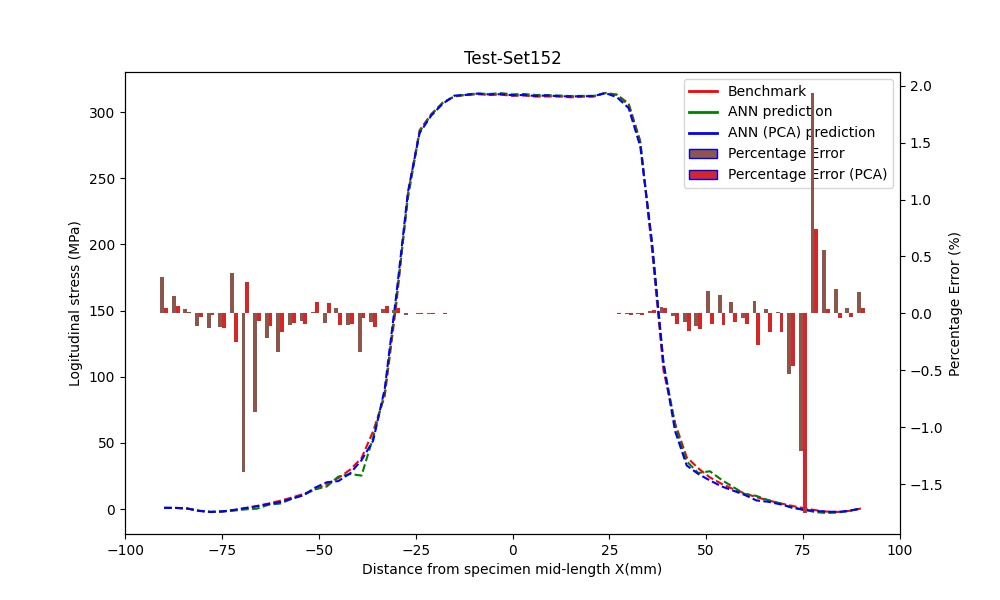 Test-Set152
Benchmark
ANN prediction
ANN (PCA) prediction
Percentage Error
Percentage Error (PCA)
Logitudinal stress (MPa)
300
250
200
150
100
50
0
2.0
1.5
1.0
0.5
0.0
−0.5
−1.0
−1.5
Percentage Error (%)
−100 −75 −50 −25 0 25 50 75 100
Distance from specimen mid-length X(mm)